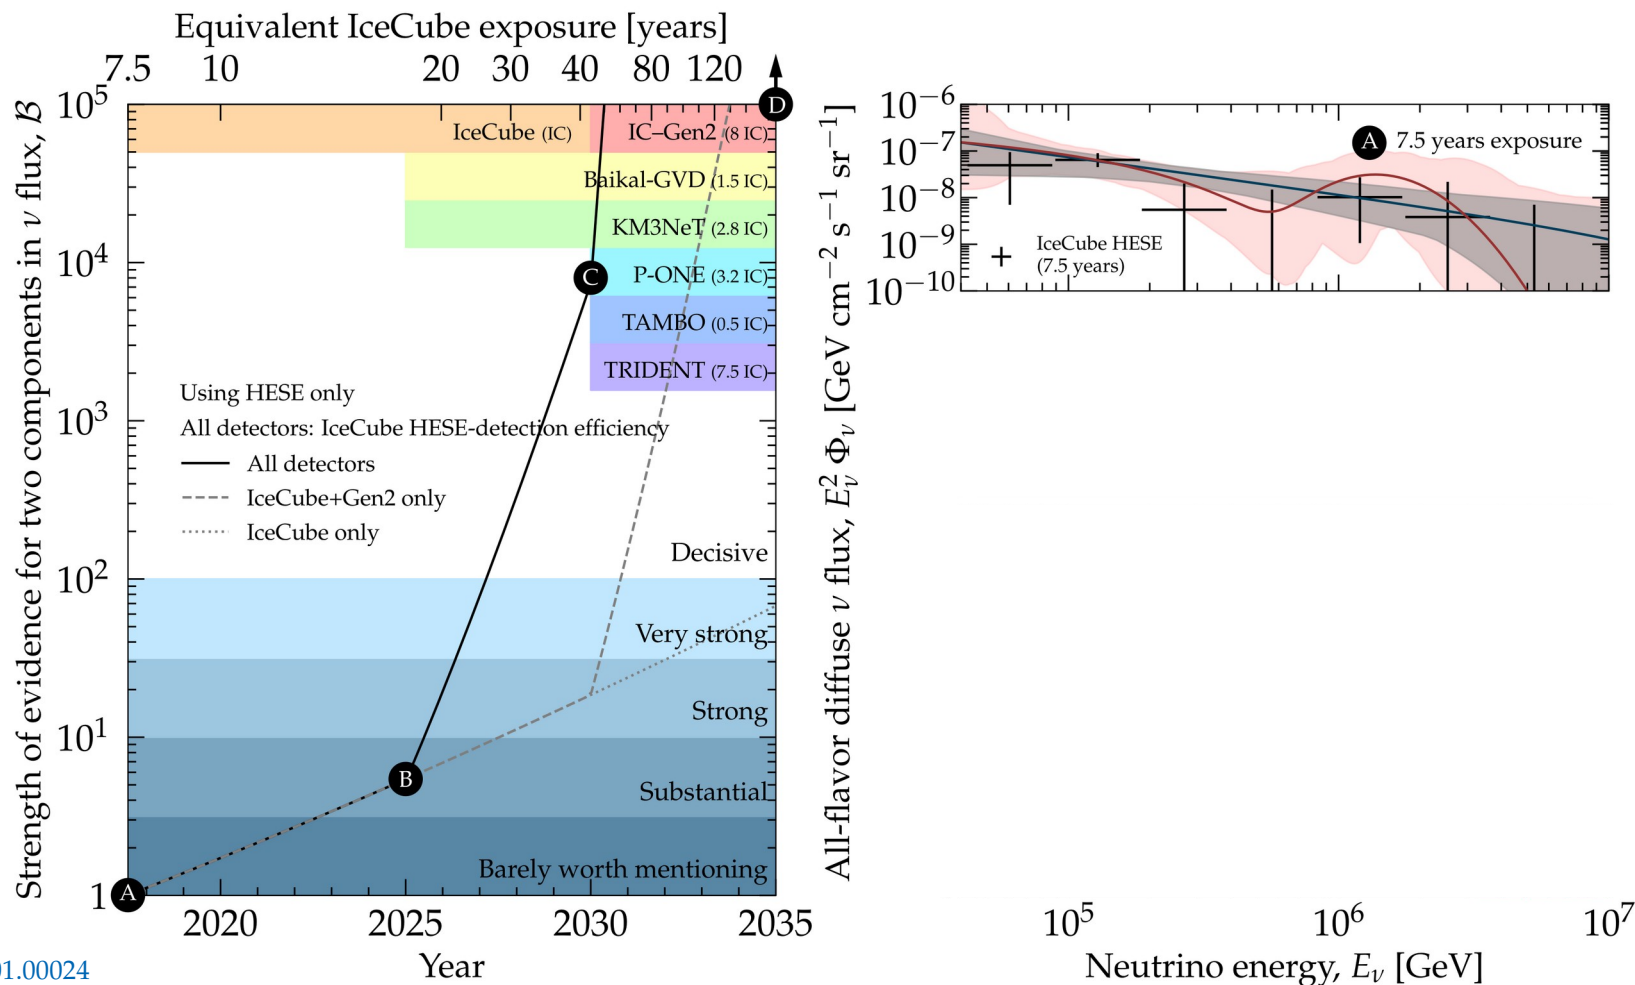 Equivalent IceCube exposure [years]
7.5 10 20 30 40 80 120
Strength of evidence for two components in ν flux, ℬ
10^5
10^4
10^3
10^2
10^1
1
IceCube (IC)
IC–Gen2 (8 IC)
Baikal-GVD (1.5 IC)
KM3NeT (2.8 IC)
P-ONE (3.2 IC)
TAMBO (0.5 IC)
TRIDENT (7.5 IC)
D
C
B
A
Using HESE only
All detectors: IceCube HESE-detection efficiency
All detectors
IceCube+Gen2 only
IceCube only
Decisive
Very strong
Strong
Substantial
Barely worth mentioning
2020 2025 2030 2035
Year
1.00024
All-flavor diffuse ν flux, E_ν^2 Φ_ν [GeV cm^−2 s^−1 sr^−1]
10^−6
10^−7
10^−8
10^−9
10^−10
A 7.5 years exposure
IceCube HESE
(7.5 years)
10^5 10^6 10^7
Neutrino energy, E_ν [GeV]